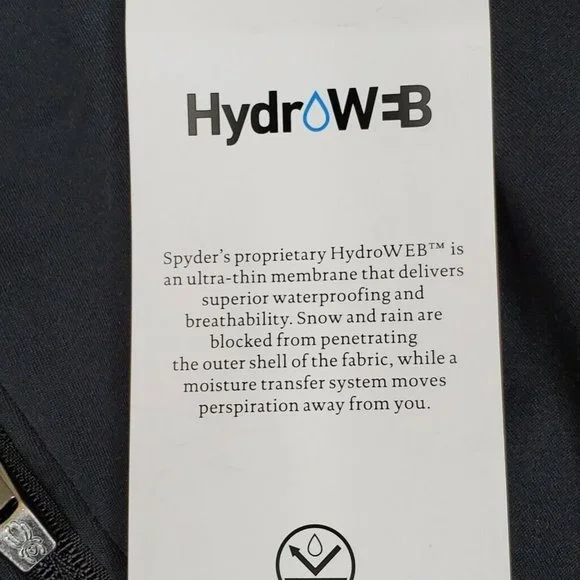 HydroWEB
Spyder's proprietary HydroWEB™ is
an ultra-thin membrane that delivers
superior waterproofing and
breathability. Snow and rain are
blocked from penetrating
the outer shell of the fabric, while a
moisture transfer system moves
perspiration away from you.